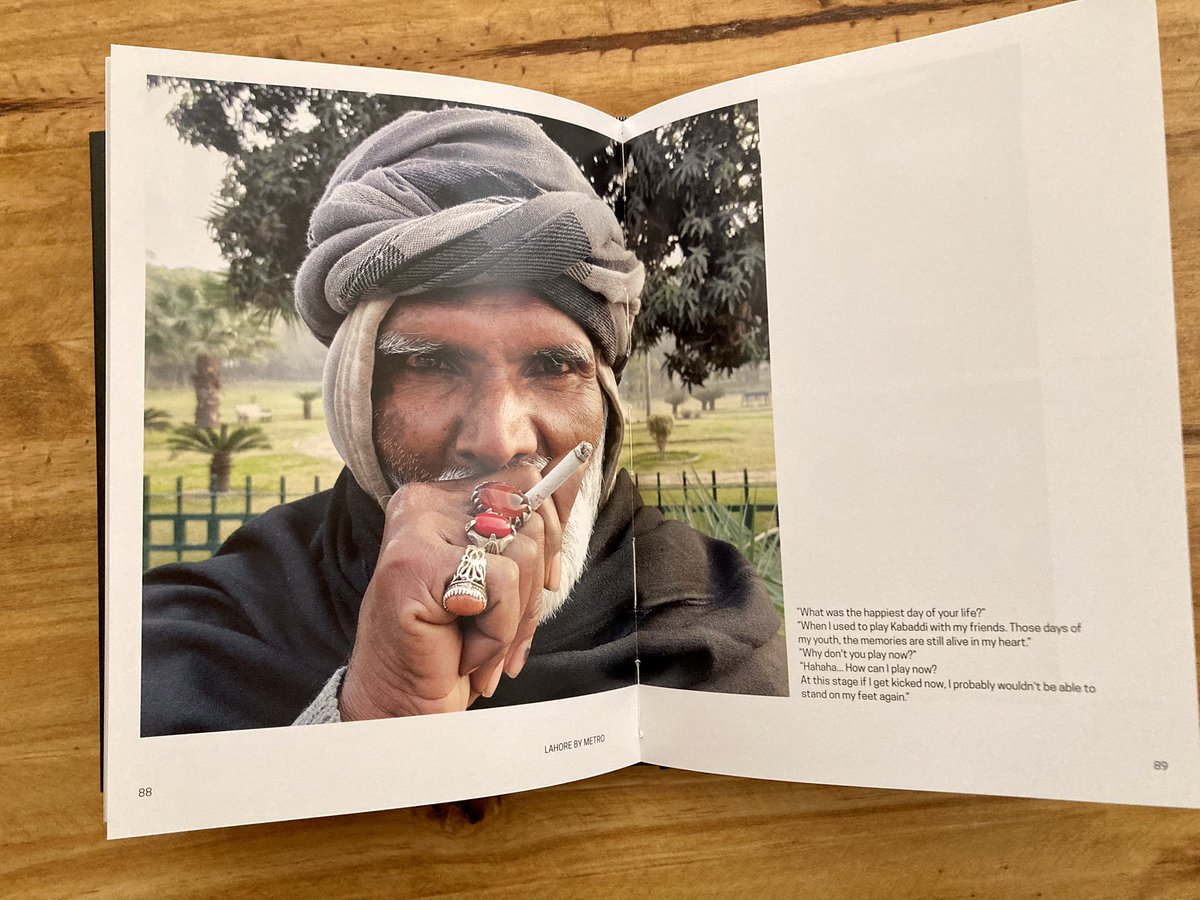 LAHORE BY METRO
88
"What was the happiest day of your life?"
"When I used to play Kabaddi with my friends. Those days of
my youth, the memories are still alive in my heart."
"Why don't you play now?"
"Hahaha... How can I play now?
At this stage if I get kicked now, I probably wouldn't be able to
stand on my feet again."
89